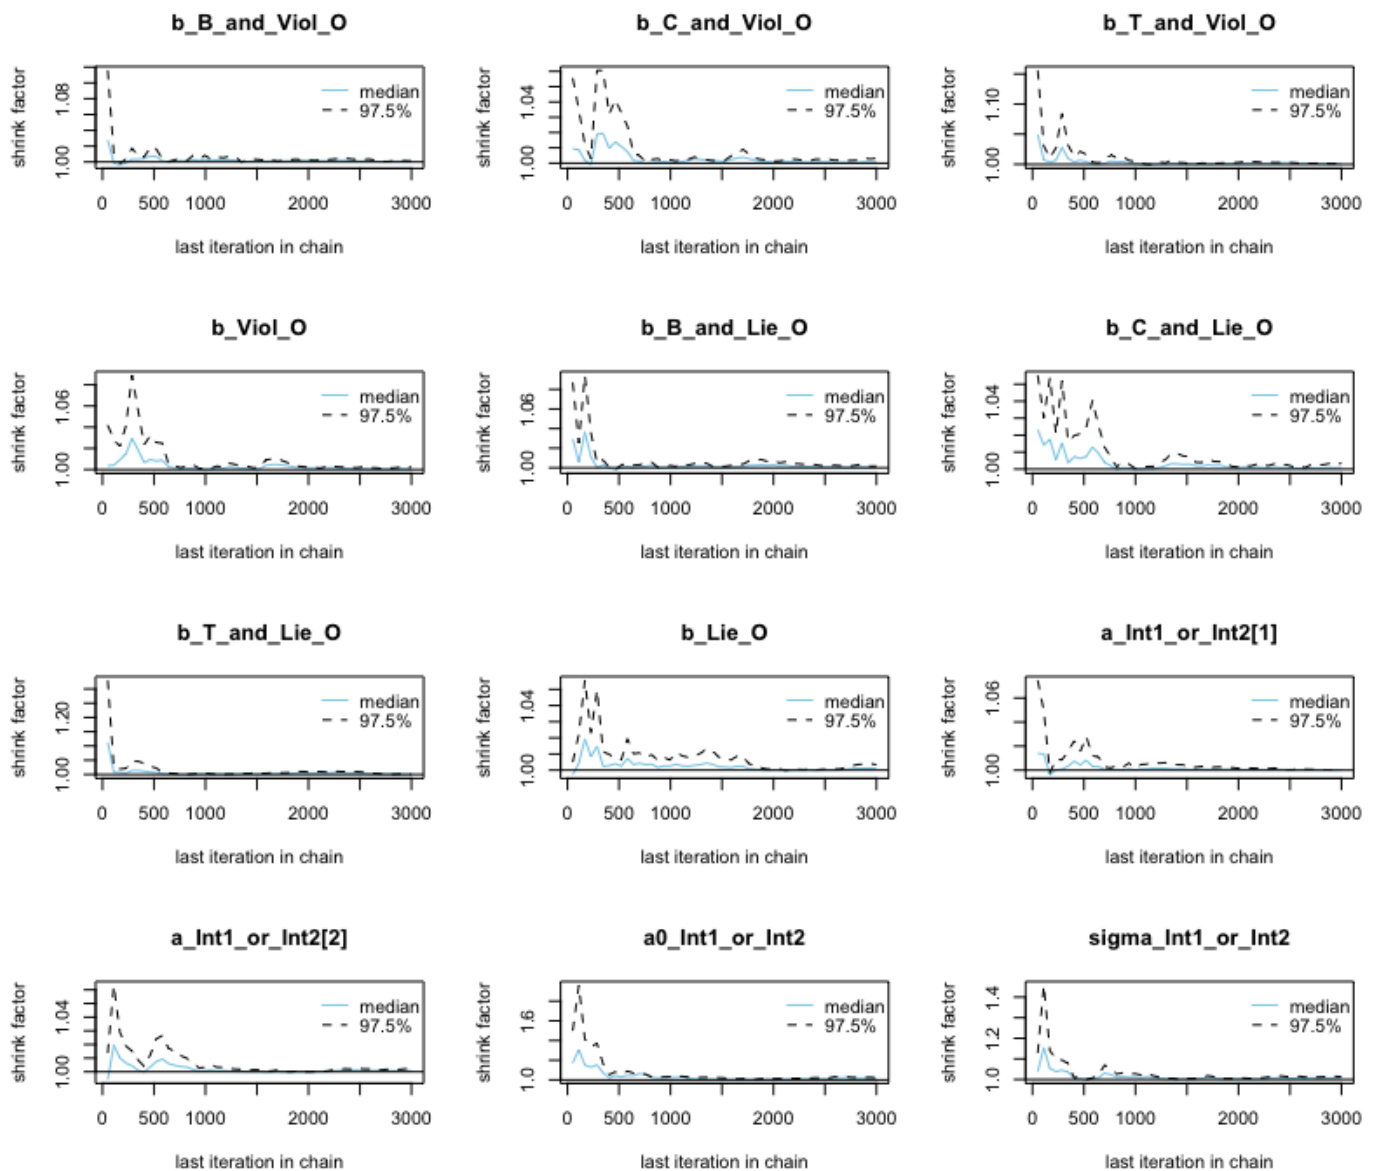 b_B_and_Viol_O
shrink factor
1.00 1.08
median
97.5%
0 500 1000 2000 3000
last iteration in chain
b_C_and_Viol_O
shrink factor
1.00 1.04
median
97.5%
0 500 1000 2000 3000
last iteration in chain
b_T_and_Viol_O
shrink factor
1.00 1.10
median
97.5%
0 500 1000 2000 3000
last iteration in chain
b_Viol_O
shrink factor
1.00 1.06
median
97.5%
0 500 1000 2000 3000
last iteration in chain
b_B_and_Lie_O
shrink factor
1.00 1.06
median
97.5%
0 500 1000 2000 3000
last iteration in chain
b_C_and_Lie_O
shrink factor
1.00 1.04
median
97.5%
0 500 1000 2000 3000
last iteration in chain
b_T_and_Lie_O
shrink factor
1.00 1.20
median
97.5%
0 500 1000 2000 3000
last iteration in chain
b_Lie_O
shrink factor
1.00 1.04
median
97.5%
0 500 1000 2000 3000
last iteration in chain
a_Int1_or_Int2[1]
shrink factor
1.00 1.06
median
97.5%
0 500 1000 2000 3000
last iteration in chain
a_Int1_or_Int2[2]
shrink factor
1.00 1.04
median
97.5%
0 500 1000 2000 3000
last iteration in chain
a0_Int1_or_Int2
shrink factor
1.0 1.6
median
97.5%
0 500 1000 2000 3000
last iteration in chain
sigma_Int1_or_Int2
shrink factor
1.0 1.2 1.4
median
97.5%
0 500 1000 2000 3000
last iteration in chain